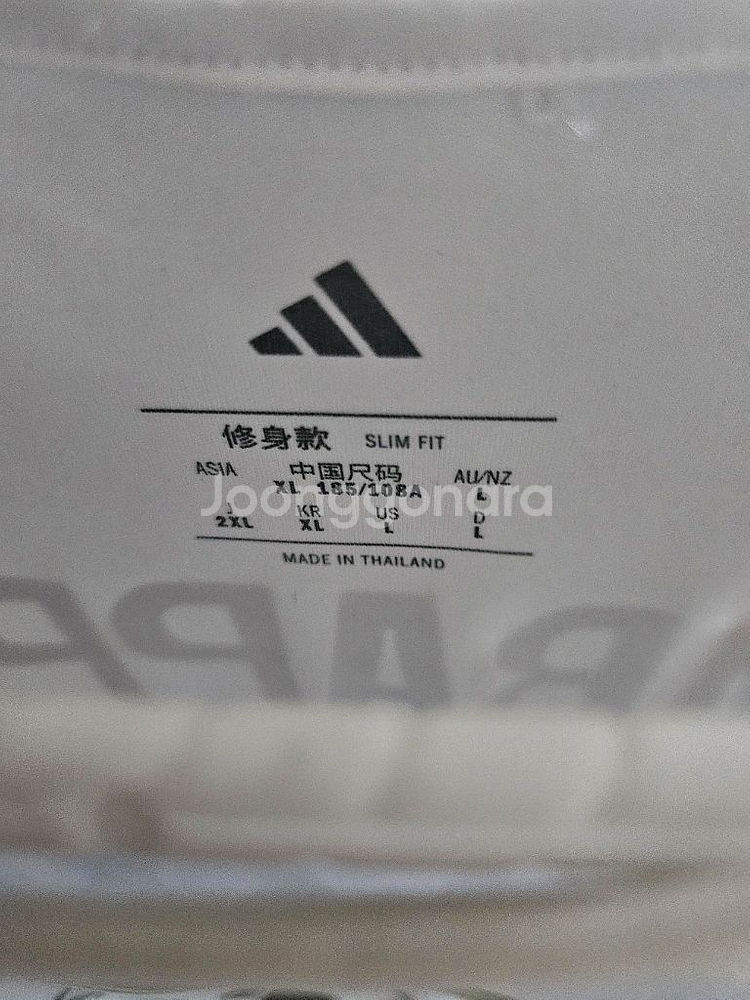 修身款 SLIM FIT
ASIA 中国尺码 AU/NZ
XL 185/108A L
J KR US D
2XL XL L L
MADE IN THAILAND
Joonggonara